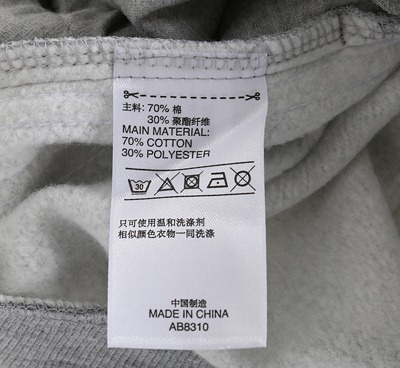 主料: 70% 棉
30% 聚酯纤维
MAIN MATERIAL:
70% COTTON
30% POLYESTER
30
只可使用温和洗涤剂
相似颜色衣物一同洗涤
中国制造
MADE IN CHINA
AB8310